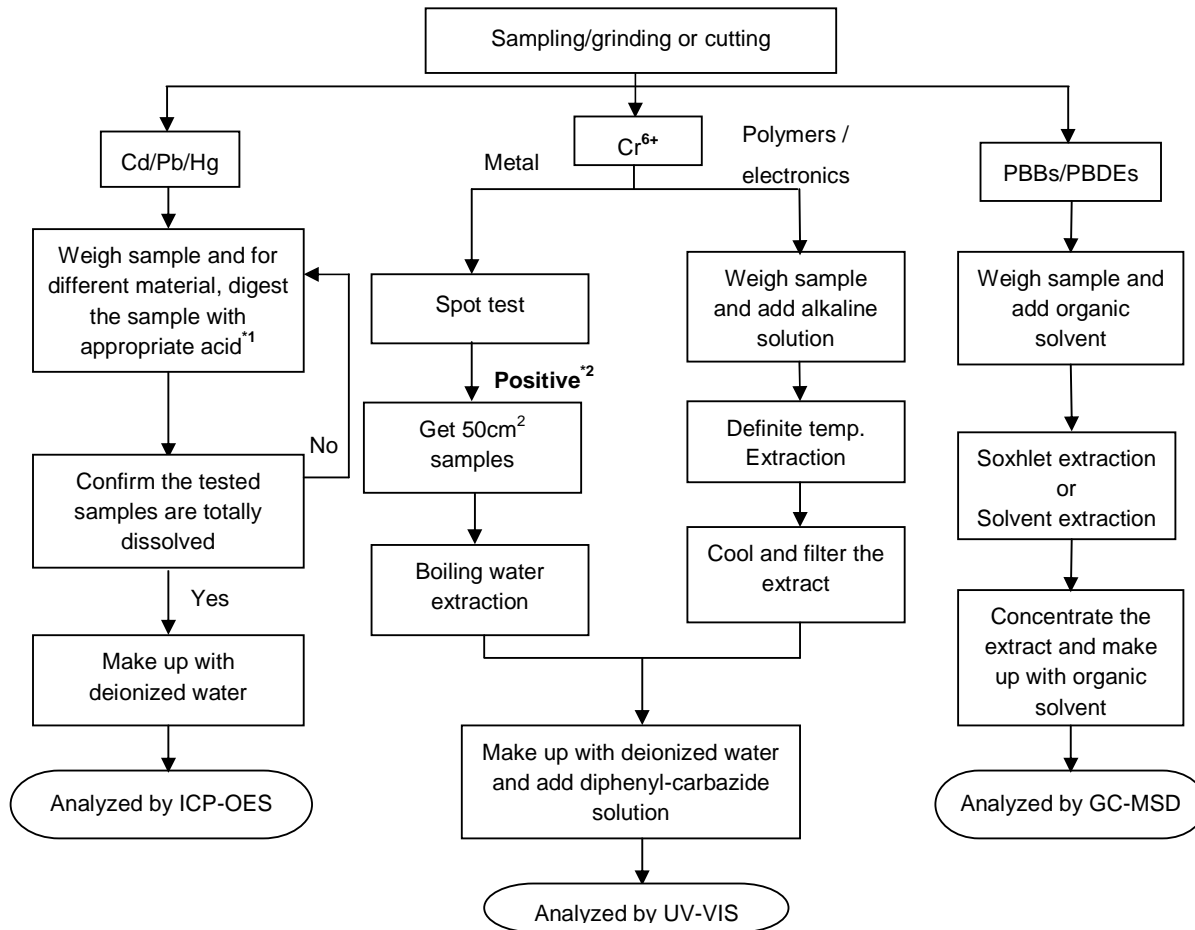 Sampling/grinding or cutting
Cd/Pb/Hg
Cr6+
Metal
Polymers /
electronics
PBBs/PBDEs
Weigh sample and for
different material, digest
the sample with
appropriate acid*1
Spot test
Weigh sample
and add alkaline
solution
Weigh sample and
add organic
solvent
Positive*2
No
Get 50cm2
samples
Definite temp.
Extraction
Soxhlet extraction
or
Solvent extraction
Confirm the tested
samples are totally
dissolved
Boiling water
extraction
Cool and filter the
extract
Yes
Make up with
deionized water
Concentrate the
extract and make
up with organic
solvent
Make up with deionized water
and add diphenyl-carbazide
solution
Analyzed by ICP-OES
Analyzed by GC-MSD
Analyzed by UV-VIS